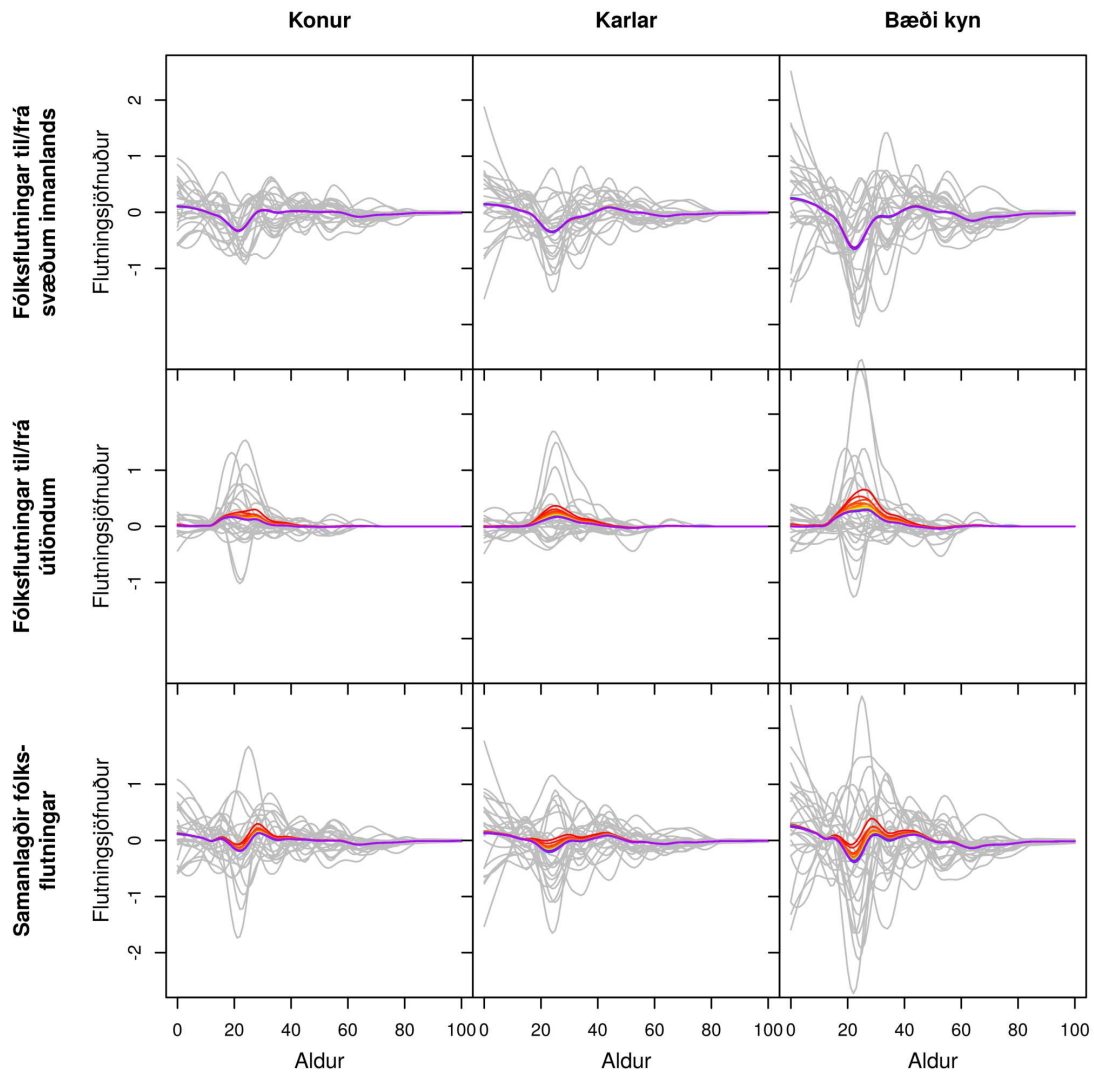 Konur
Karlar
Bæði kyn
Fólksflutningar til/frá
svæðum innanlands
Flutningsjöfnuður
2
1
0
-1
Fólksflutningar til/frá
útlöndum
Flutningsjöfnuður
1
0
-1
Samanlagðir fólks-
flutningar
Flutningsjöfnuður
1
0
-1
-2
0 20 40 60 80 100
0 20 40 60 80 100
0 20 40 60 80 100
Aldur
Aldur
Aldur